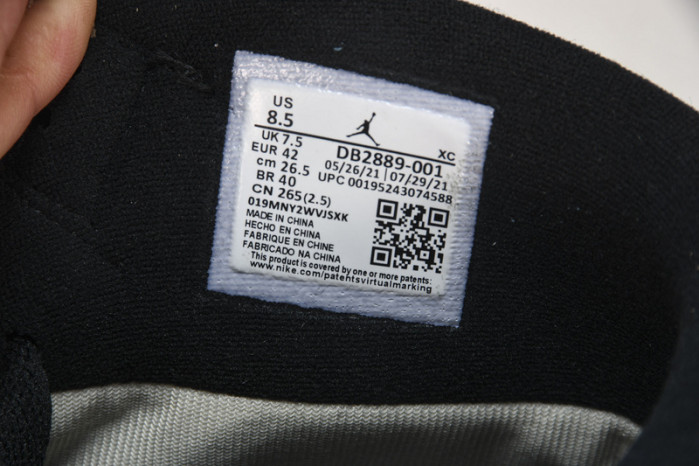 US
8.5
XC
UK 7.5
EUR 42
cm 26.5
BR 40
CN 265(2.5)
DB2889-001
05/26/21 | 07/29/21
UPC 00195243074588
019MNY2WVJSXK
MADE IN CHINA
HECHO EN CHINA
FABRIQUE EN CHINE
FABRICADO NA CHINA
This product is covered by one or more patents:
www.nike.com/patentsvirtualmarking